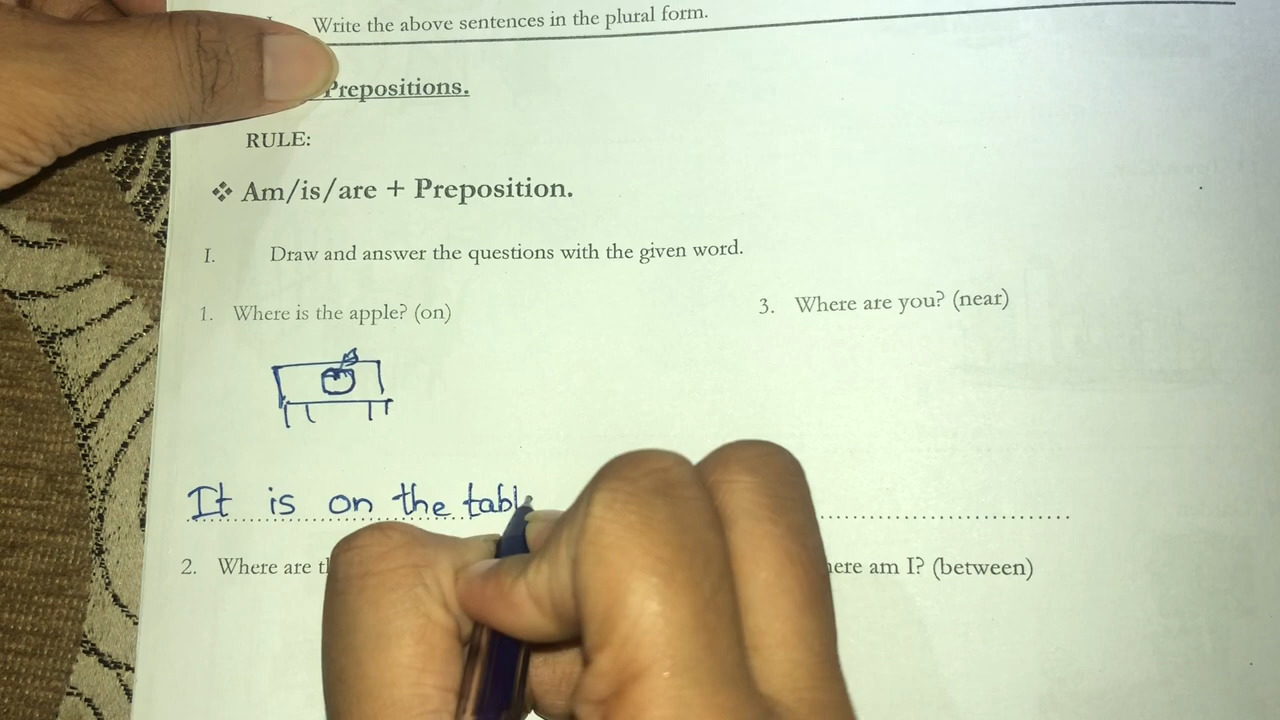 Write the above sentences in the plural form.
Prepositions.
RULE:
❖ Am/is/are + Preposition.
I. Draw and answer the questions with the given word.
1. Where is the apple? (on)
3. Where are you? (near)
It is on the tabl
2. Where are
am I? (between)